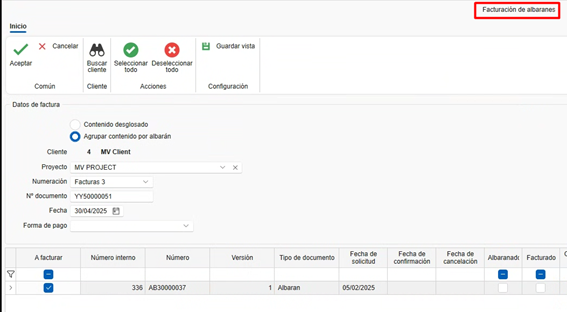 Facturación de albaranes
Inicio
Aceptar
Cancelar
Común
Buscar cliente
Cliente
Seleccionar todo
Deseleccionar todo
Acciones
Guardar vista
Configuración
Datos de factura
Contenido desglosado
Agrupar contenido por albarán
Cliente 4 MV Client
Proyecto MV PROJECT
Numeración Facturas 3
Nº documento YY50000051
Fecha 30/04/2025
Forma de pago
A facturar Número interno Número Versión Tipo de documento Fecha de solicitud Fecha de confirmación Fecha de cancelación Albaranado Facturado
336 AB30000037 1 Albaran 05/02/2025